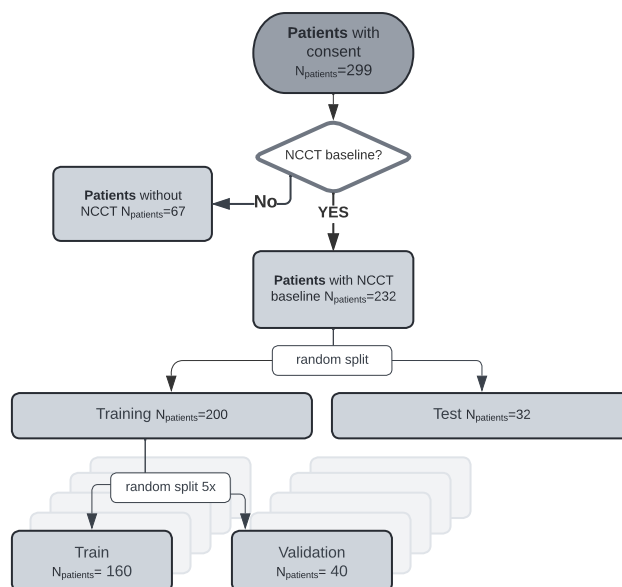 Patients with
consent
Npatients=299
NCCT baseline?
Patients without
NCCT Npatients=67
No
YES
Patients with NCCT
baseline Npatients=232
random split
Training Npatients=200
Test Npatients=32
random split 5x
Train
Npatients= 160
Validation
Npatients= 40